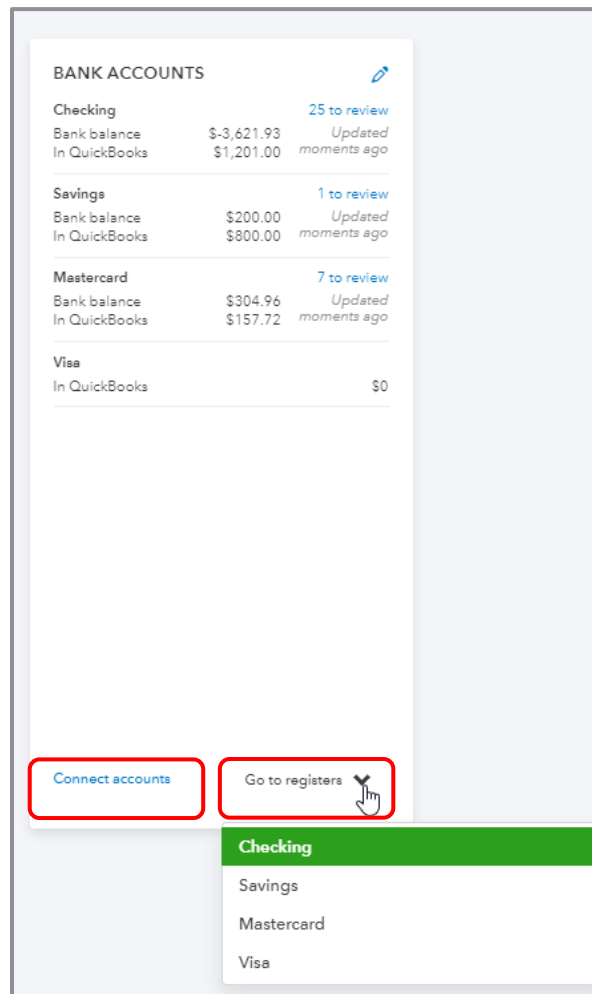 BANK ACCOUNTS
Checking 25 to review
Bank balance $-3,621.93 Updated
In QuickBooks $1,201.00 moments ago
Savings 1 to review
Bank balance $200.00 Updated
In QuickBooks $800.00 moments ago
Mastercard 7 to review
Bank balance $304.96 Updated
In QuickBooks $157.72 moments ago
Visa
In QuickBooks $0
Connect accounts Go to registers
Checking
Savings
Mastercard
Visa